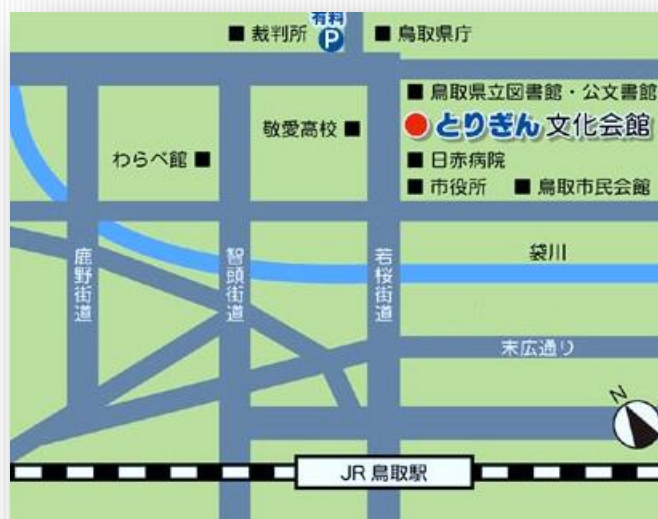 有料
P
裁判所
鳥取県庁
鳥取県立図書館・公文書館
敬愛高校
とりぎん文化会館
わらべ館
日赤病院
市役所
鳥取市民会館
鹿野街道
智頭街道
若桜街道
袋川
末広通り
N
JR 鳥取駅